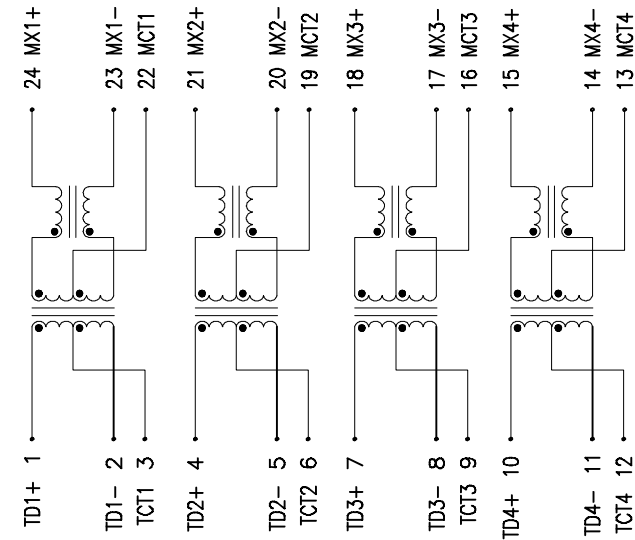 24 MX1+
23 MX1-
22 MCT1
21 MX2+
20 MX2-
19 MCT2
18 MX3+
17 MX3-
16 MCT3
15 MX4+
14 MX4-
13 MCT4
TD1+ 1
TD1- 2
TCT1 3
TD2+ 4
TD2- 5
TCT2 6
TD3+ 7
TD3- 8
TCT3 9
TD4+ 10
TD4- 11
TCT4 12